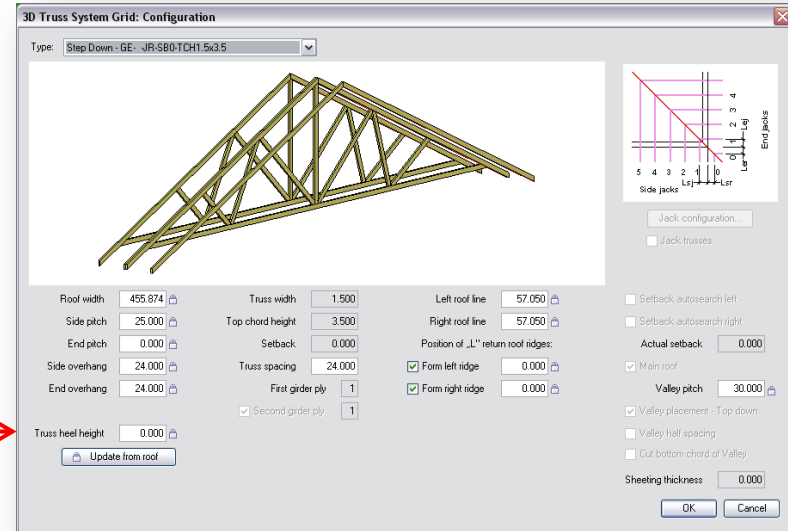 3D Truss System Grid: Configuration
Type: Step Down - GE- -JR-SB0-TCH1.5x3.5
4
3
2
1
0
End jacks
Lej
Ler
5 4 3 2 1 0
Side jacks
Lsj Lsr
Jack configuration...
Jack trusses
Roof width 455.874 Truss width 1.500 Left roof line 57.050 Setback autosearch left
Side pitch 25.000 Top chord height 3.500 Right roof line 57.050 Setback autosearch right
End pitch 0.000 Setback 0.000 Position of „L" return roof ridges: Actual setback 0.000
Side overhang 24.000 Truss spacing 24.000 Form left ridge 0.000 Main roof
End overhang 24.000 First girder ply 1 Form right ridge 0.000 Valley pitch 30.000
Second girder ply 1 Valley placement - Top down
Truss heel height 0.000 Valley half spacing
Update from roof Cut bottom chord of Valley
Sheeting thickness 0.000
OK Cancel